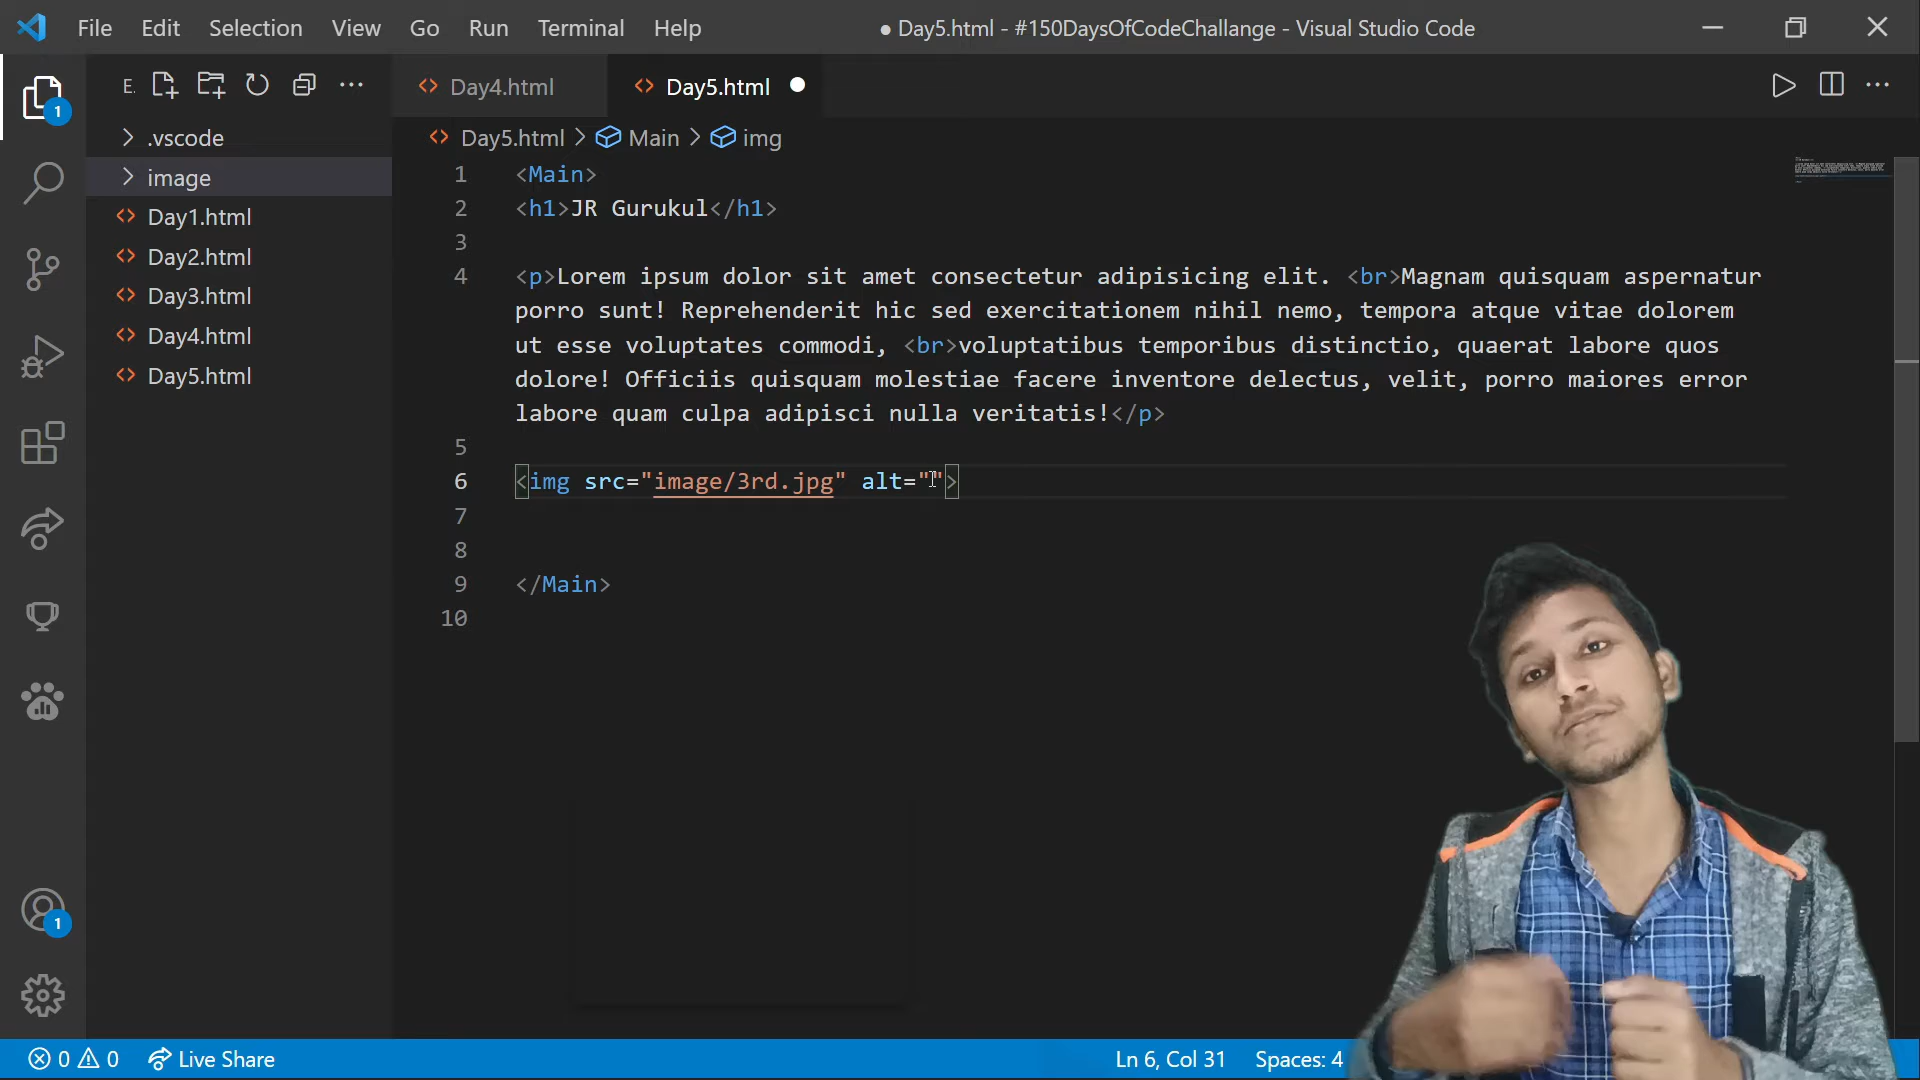 File Edit Selection View Go Run Terminal Help
● Day5.html - #150DaysOfCodeChallange - Visual Studio Code
1
E.
.vscode
image
Day1.html
Day2.html
Day3.html
Day4.html
Day5.html
Day4.html
Day5.html
Day5.html > Main > img
1 <Main>
2 <h1>JR Gurukul</h1>
3
4 <p>Lorem ipsum dolor sit amet consectetur adipisicing elit. <br>Magnam quisquam aspernatur
porro sunt! Reprehenderit hic sed exercitationem nihil nemo, tempora atque vitae dolorem
ut esse voluptates commodi, <br>voluptatibus temporibus distinctio, quaerat labore quos
dolore! Officiis quisquam molestiae facere inventore delectus, velit, porro maiores error
labore quam culpa adipisci nulla veritatis!</p>
5
6 <img src="image/3rd.jpg" alt="">
7
8
9 </Main>
10
1
0 0 Live Share
Ln 6, Col 31 Spaces: 4